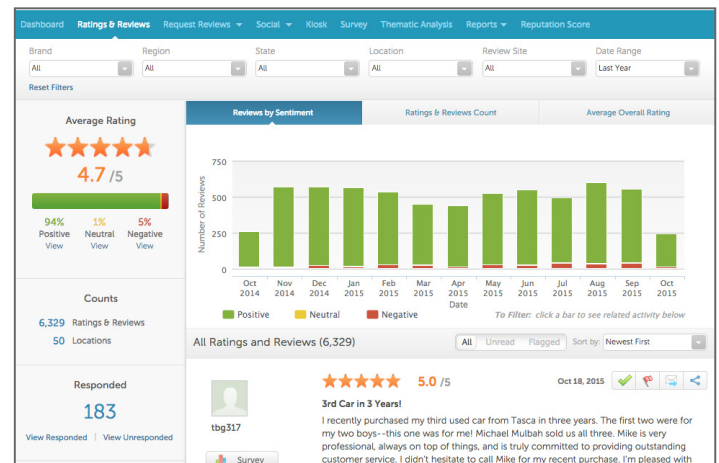 Dashboard Ratings & Reviews Request Reviews Social Kiosk Survey Thematic Analysis Reports Reputation Score
Brand Region State Location Review Site Date Range
All All All All All Last Year
Reset Filters
Average Rating
4.7 /5
94% 1% 5%
Positive Neutral Negative
View View View
Counts
6,329 Ratings & Reviews
50 Locations
Responded
183
View Responded | View Unresponded
Reviews by Sentiment Ratings & Reviews Count Average Overall Rating
Number of Reviews
750
500
250
0
Oct Nov Dec Jan Feb Mar Apr May Jun Jul Aug Sep Oct
2014 2014 2014 2015 2015 2015 2015 2015 2015 2015 2015 2015 2015
Date
Positive Neutral Negative To Filter: click a bar to see related activity below
All Ratings and Reviews (6,329) All Unread Flagged Sort by: Newest First
tbg317
Survey
5.0 /5 Oct 18, 2015
3rd Car in 3 Years!
I recently purchased my third used car from Tasca in three years. The first two were for
my two boys--this one was for me! Michael Mulbah sold us all three. Mike is very
professional, always on top of things, and is truly committed to providing outstanding
customer service. I didn't hesitate to call Mike for my recent purchase. I'm pleased with